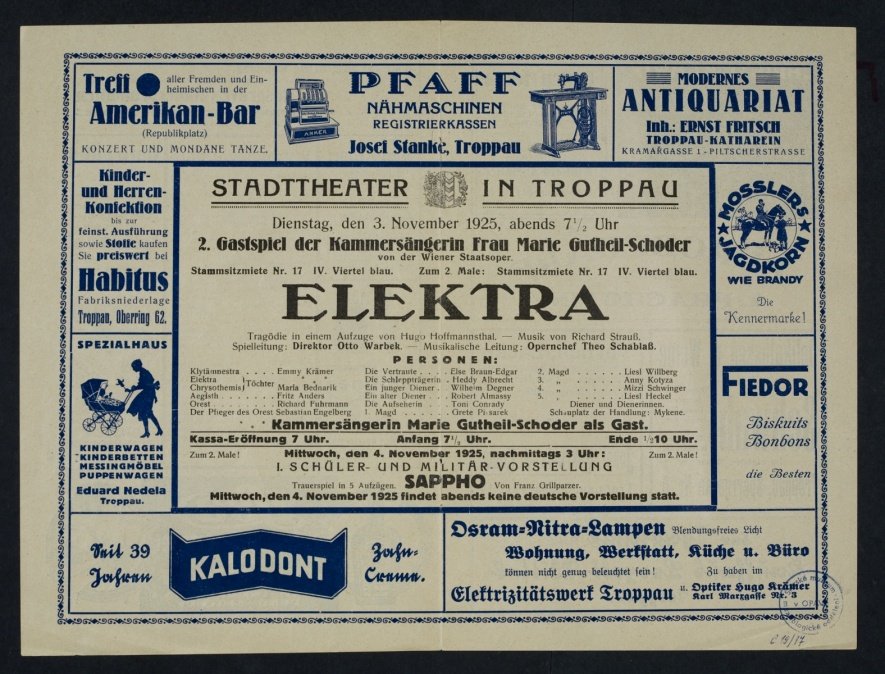 Treff aller Fremden und Ein-
heimischen in der
Amerikan-Bar
(Republikplatz)
KONZERT UND MONDÄNE TÄNZE.
PFAFF
NÄHMASCHINEN
REGISTRIERKASSEN
Josef Stanke, Troppau
ANKER
MODERNES
ANTIQUARIAT
Inh.: ERNST FRITSCH
TROPPAU-KATHAREIN
KRAMARGASSE 1 - PILTSCHERSTRASSE
Kinder-
und Herren-
Konfektion
bis zur
feinst. Ausführung
sowie Stoffe kaufen
Sie preiswert bei
Habitus
Fabriksniederlage
Troppau, Oberring 62.
SPEZIALHAUS
KINDERWAGEN
KINDERBETTEN
MESSINGMÖBEL
PUPPENWAGEN
Eduard Nedela
Troppau.
STADTTHEATER IN TROPPAU
Dienstag, den 3. November 1925, abends 7 1/2 Uhr
2. Gastspiel der Kammersängerin Frau Marie Gutheil-Schoder
von der Wiener Staatsoper.
Stammsitzmiete Nr. 17 IV. Viertel blau. Zum 2. Male: Stammsitzmiete Nr. 17 IV. Viertel blau.
ELEKTRA
Tragödie in einem Aufzuge von Hugo Hoffmannsthal. — Musik von Richard Strauß.
Spielleitung: Direktor Otto Warbek. — Musikalische Leitung: Opernchef Theo Schablaß.
PERSONEN:
Klytämnestra . . . . Emmy Krämer
Elektra } Töchter * * *
Chrysothemis } Marla Bednarik
Aegisth . . . . Fritz Anders
Orest . . . . Richard Fuhrmann
Der Pfleger des Orest Sebastian Engelberg
Die Vertraute . . . . Else Braun-Edgar
Die Schleppträgerin . Heddy Albrecht
Ein junger Diener . . Wilhelm Degner
Ein alter Diener . . Robert Almassy
Die Aufseherin . . Toni Conrady
1. Magd . . . . Grete Pissarek
2. Magd . . . . Liesl Willberg
3. „ . . . . Anny Kotyza
4. „ . . . . Mizzi Schwinger
5. „ . . . . Liesl Heckel
Diener und Dienerinnen.
Schauplatz der Handlung: Mykene.
* * * Kammersängerin Marie Gutheil-Schoder als Gast.
Kassa-Eröffnung 7 Uhr. Anfang 7 1/2 Uhr. Ende 1/2 10 Uhr.
Zum 2. Male! Mittwoch, den 4. November 1925, nachmittags 3 Uhr: Zum 2. Male!
I. SCHÜLER- UND MILITÄR-VORSTELLUNG
Trauerspiel in 5 Aufzügen. SAPPHO Von Franz Grillparzer.
Mittwoch, den 4. November 1925 findet abends keine deutsche Vorstellung statt.
MOSSLERS
JAGDKORN
WIE BRANDY
Die
Kennermarke!
FIEDOR
Biskuits
Bonbons
die Besten
Seit 39
Jahren
KALODONT
Zahn-
Creme.
Osram-Nitra-Lampen Blendungsfreies Licht
Wohnung, Werkstatt, Küche u. Büro
können nicht genug beleuchtet sein! Zu haben im
Elektrizitätswerk Troppau u. Optiker Hugo Krämer
Karl Marxgasse Nr. 3